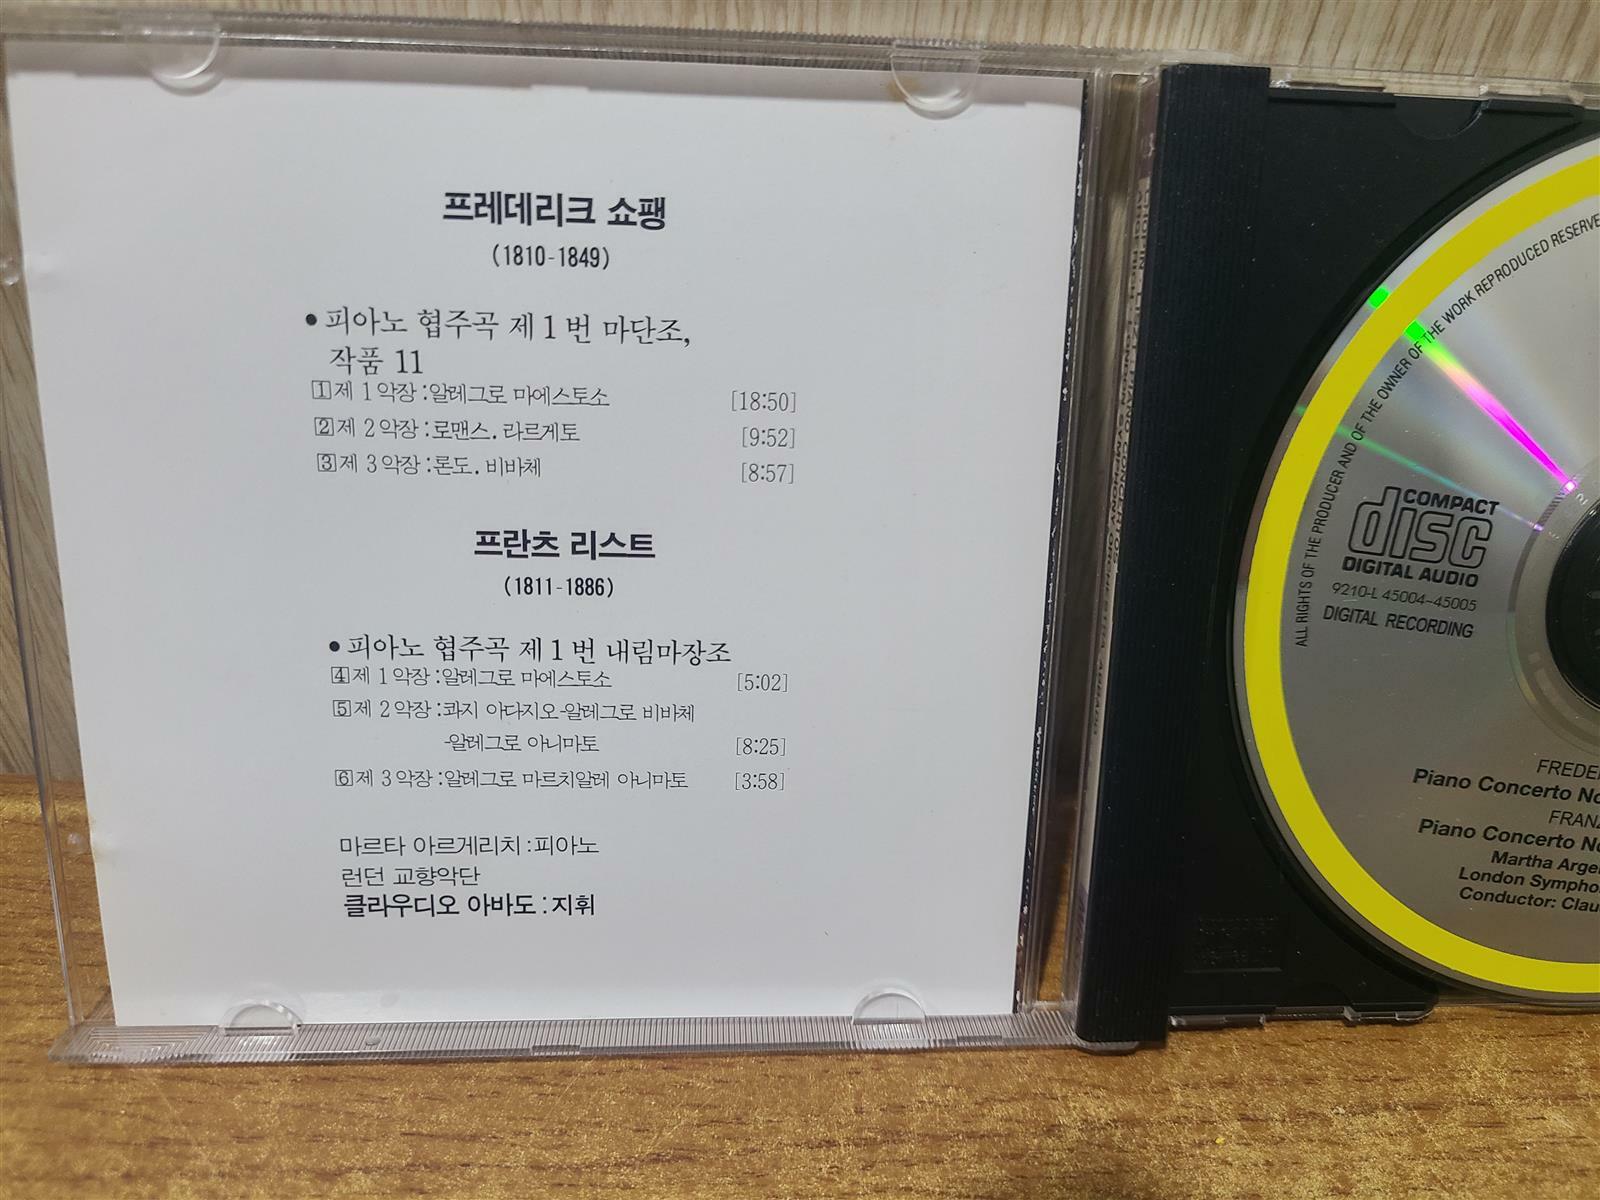 프레데리크 쇼팽
(1810-1849)
• 피아노 협주곡 제 1 번 마단조,
작품 11
1 제 1 악장 : 알레그로 마에스토소 [18:50]
2 제 2 악장 : 로맨스. 라르게토 [9:52]
3 제 3 악장 : 론도. 비바체 [8:57]
프란츠 리스트
(1811-1886)
• 피아노 협주곡 제 1 번 내림마장조
4 제 1 악장 : 알레그로 마에스토소 [5:02]
5 제 2 악장 : 콰지 아다지오-알레그로 비바체
-알레그로 아니마토 [8:25]
6 제 3 악장 : 알레그로 마르치알레 아니마토 [3:58]
마르타 아르게리치 : 피아노
런던 교향악단
클라우디오 아바도 : 지휘
ALL RIGHTS OF THE PRODUCER AND OF THE OWNER OF THE WORK REPRODUCED RESERVE
COMPACT
disc
DIGITAL AUDIO
9210-L 45004~45005
DIGITAL RECORDING
FREDE
Piano Concerto No
FRANZ
Piano Concerto No
Martha Arge
London Sympho
Conductor: Clau